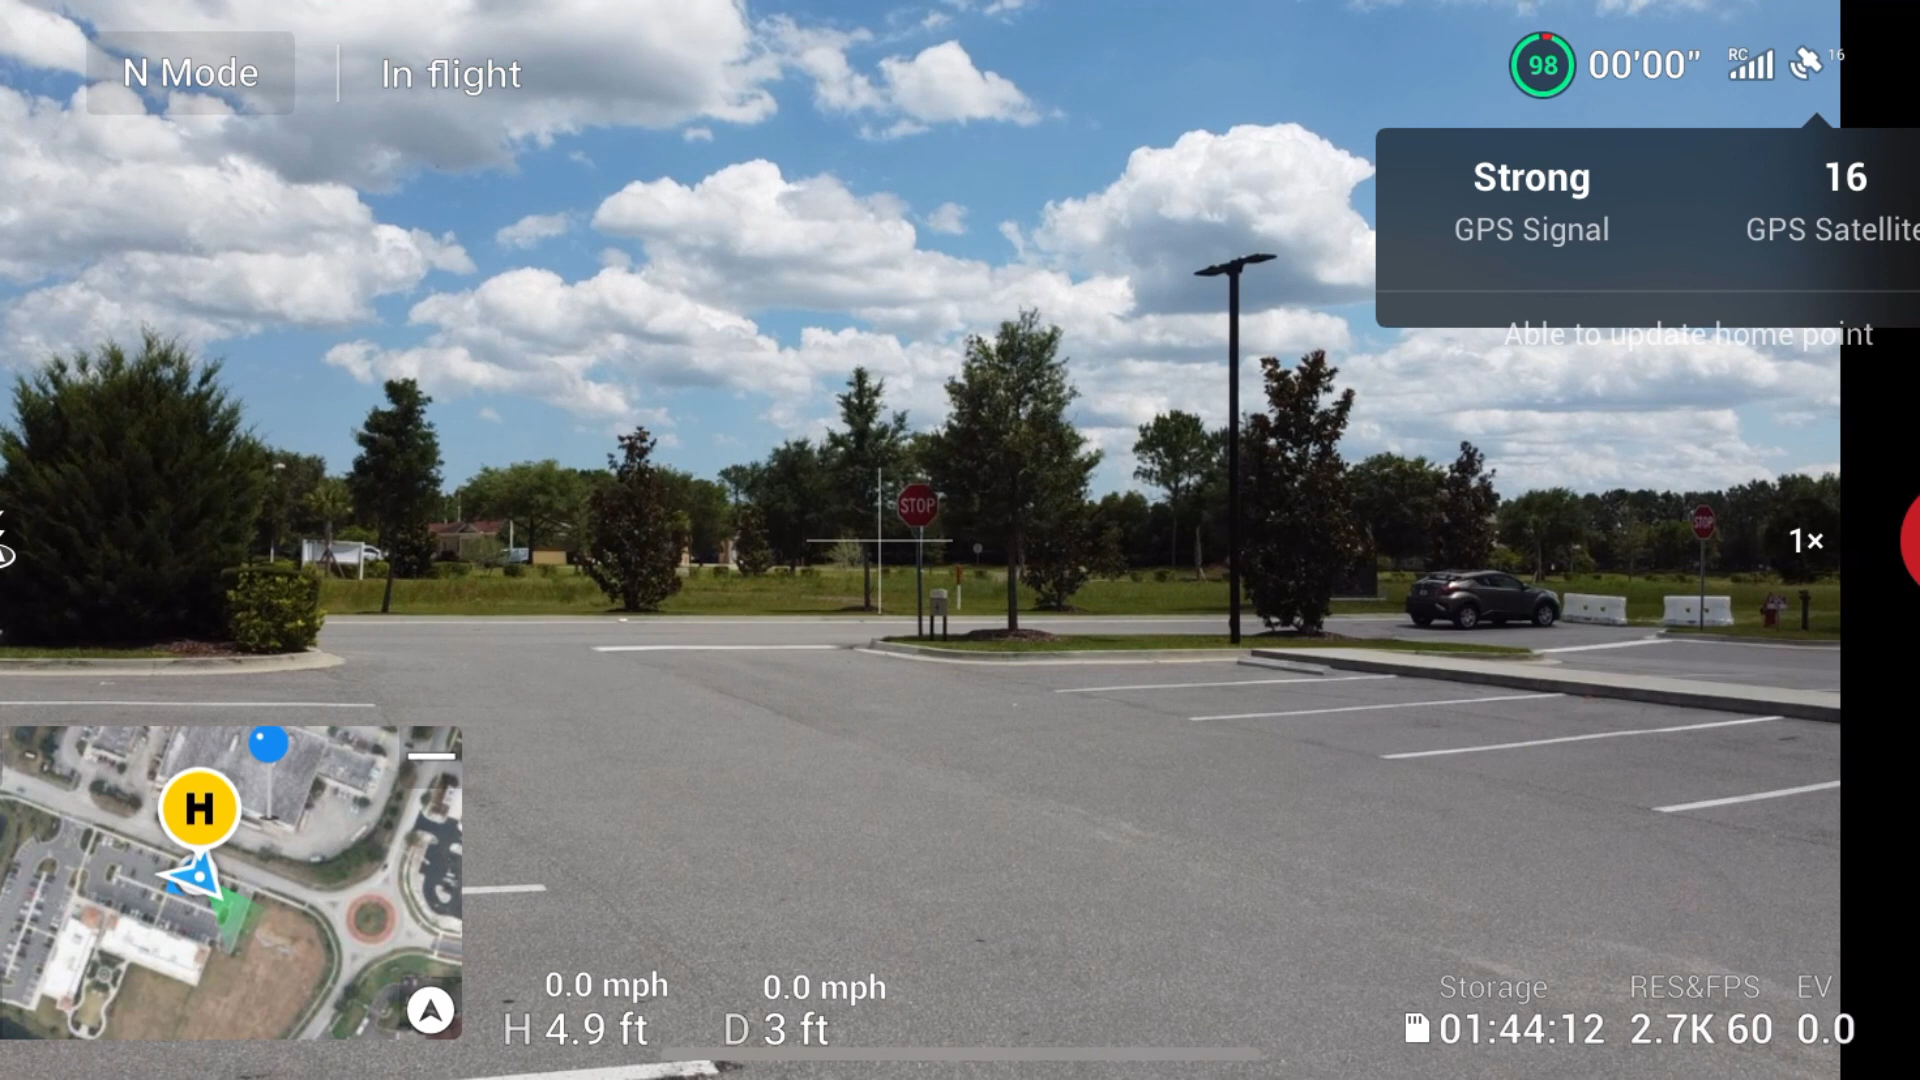 N Mode
In flight
98
00'00"
RC
16
Strong
16
GPS Signal
GPS Satellite
Able to update home point
STOP
STOP
1×
H
0.0 mph
0.0 mph
H 4.9 ft
D 3 ft
Storage
RES&FPS
EV
01:44:12
2.7K 60
0.0